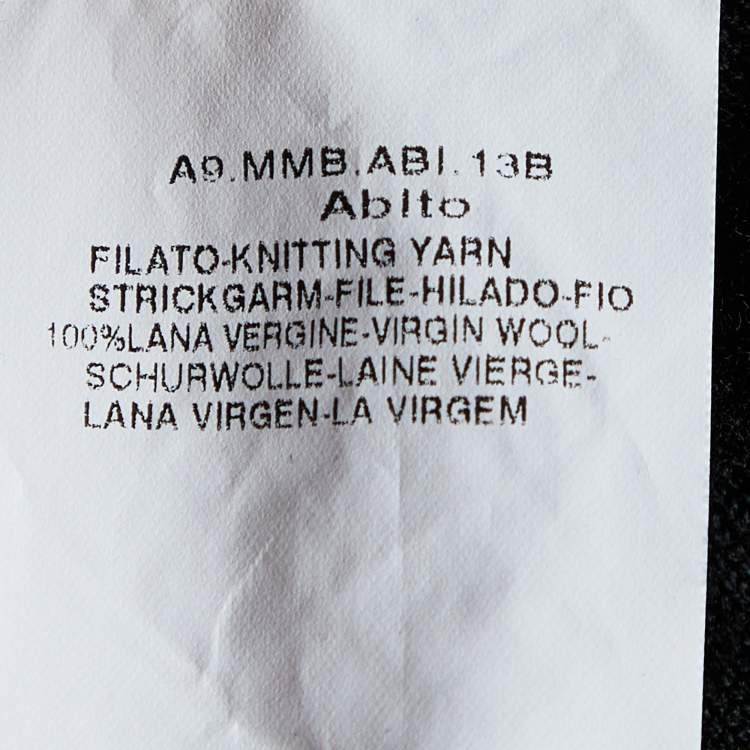 A9.MMB.ABI.13B
Abito
FILATO-KNITTING YARN
STRICKGARM-FILE-HILADO-FIO
100%LANA VERGINE-VIRGIN WOOL-
SCHURWOLLE-LAINE VIERGE-
LANA VIRGEN-LA VIRGEM